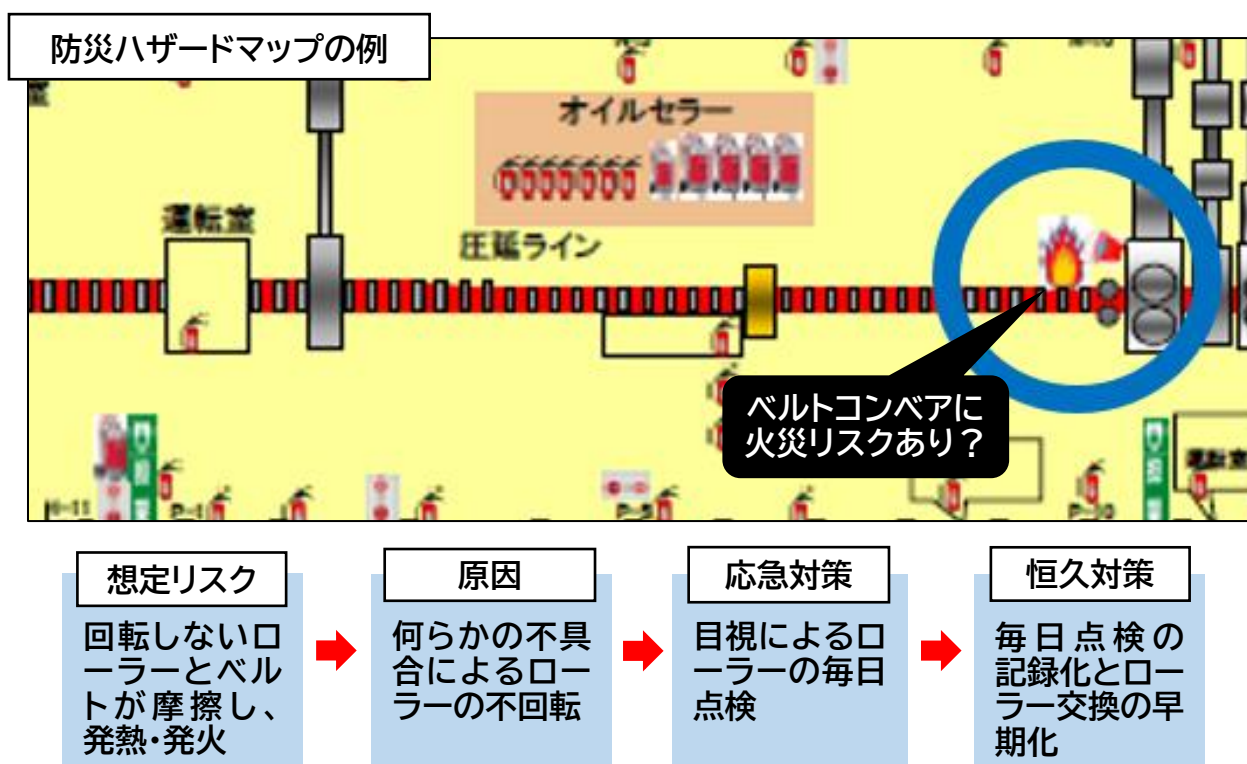 防災ハザードマップの例
オイルセラー
運転室
圧延ライン
ベルトコンベアに
火災リスクあり?
運転室
P-5
P-10
想定リスク
回転しないロ
ーラーとベル
トが摩擦し、
発熱・発火
原因
何らかの不具
合によるロー
ラーの不回転
応急対策
目視によるロ
ーラーの毎日
点検
恒久対策
毎日点検の
記録化とロー
ラー交換の早
期化